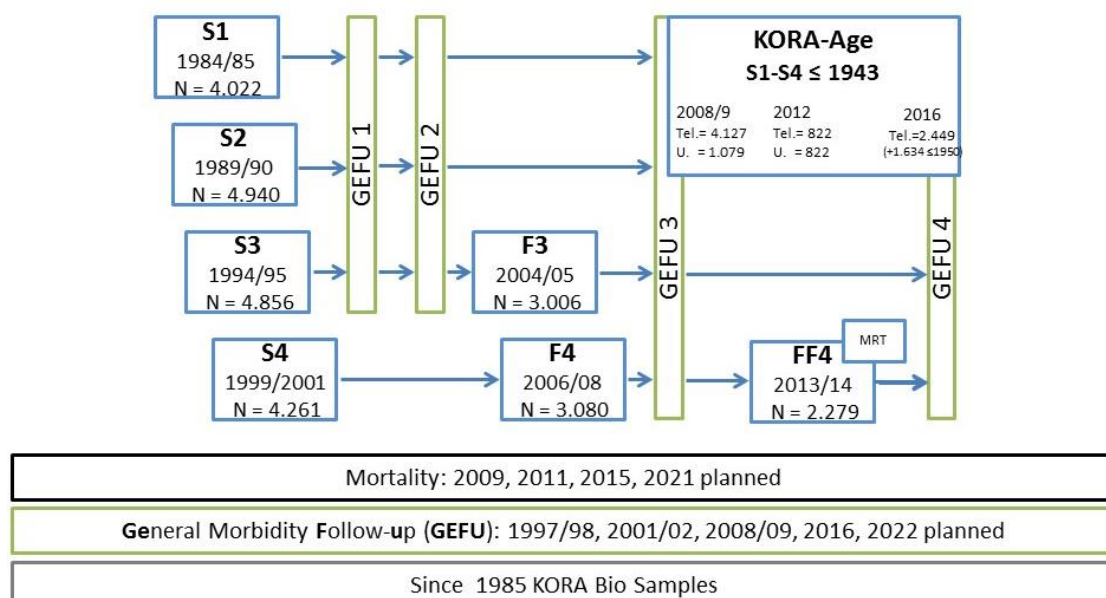 S1
1984/85
N = 4.022
S2
1989/90
N = 4.940
S3
1994/95
N = 4.856
S4
1999/2001
N = 4.261
GEFU 1
GEFU 2
F3
2004/05
N = 3.006
F4
2006/08
N = 3.080
GEFU 3
KORA-Age
S1-S4 ≤ 1943
2008/9 2012 2016
Tel.= 4.127 Tel.= 822 Tel.=2.449
U. = 1.079 U. = 822 (+1.634 ≤1950)
MRT
FF4
2013/14
N = 2.279
GEFU 4
Mortality: 2009, 2011, 2015, 2021 planned
General Morbidity Follow-up (GEFU): 1997/98, 2001/02, 2008/09, 2016, 2022 planned
Since 1985 KORA Bio Samples